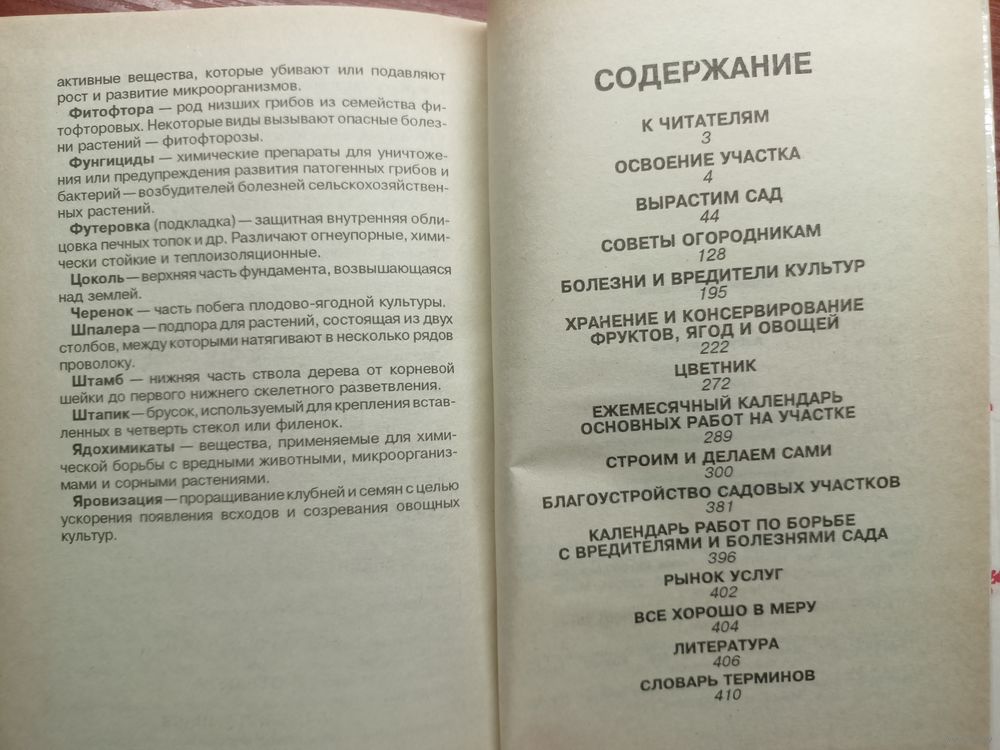 активные вещества, которые убивают или подавляют
рост и развитие микроорганизмов.
Фитофтора — род низших грибов из семейства фи-
тофторовых. Некоторые виды вызывают опасные болез-
ни растений — фитофторозы.
Фунгициды — химические препараты для уничтоже-
ния или предупреждения развития патогенных грибов и
бактерий — возбудителей болезней сельскохозяйствен-
ных растений.
Футеровка (подкладка) — защитная внутренняя обли-
цовка печных топок и др. Различают огнеупорные, хими-
чески стойкие и теплоизоляционные.
Цоколь — верхняя часть фундамента, возвышающаяся
над землей.
Черенок — часть побега плодово-ягодной культуры.
Шпалера — подпора для растений, состоящая из двух
столбов, между которыми натягивают в несколько рядов
проволоку.
Штамб — нижняя часть ствола дерева от корневой
шейки до первого нижнего скелетного разветвления.
Штапик — брусок, используемый для крепления встав-
ленных в четверть стекол или филенок.
Ядохимикаты — вещества, применяемые для хими-
ческой борьбы с вредными животными, микроорганиз-
мами и сорными растениями.
Яровизация — проращивание клубней и семян с целью
ускорения появления всходов и созревания овощных
культур.
СОДЕРЖАНИЕ
К ЧИТАТЕЛЯМ
3
ОСВОЕНИЕ УЧАСТКА
4
ВЫРАСТИМ САД
44
СОВЕТЫ ОГОРОДНИКАМ
128
БОЛЕЗНИ И ВРЕДИТЕЛИ КУЛЬТУР
195
ХРАНЕНИЕ И КОНСЕРВИРОВАНИЕ
ФРУКТОВ, ЯГОД И ОВОЩЕЙ
222
ЦВЕТНИК
272
ЕЖЕМЕСЯЧНЫЙ КАЛЕНДАРЬ
ОСНОВНЫХ РАБОТ НА УЧАСТКЕ
289
СТРОИМ И ДЕЛАЕМ САМИ
300
БЛАГОУСТРОЙСТВО САДОВЫХ УЧАСТКОВ
381
КАЛЕНДАРЬ РАБОТ ПО БОРЬБЕ
С ВРЕДИТЕЛЯМИ И БОЛЕЗНЯМИ САДА
396
РЫНОК УСЛУГ
402
ВСЕ ХОРОШО В МЕРУ
404
ЛИТЕРАТУРА
406
СЛОВАРЬ ТЕРМИНОВ
410